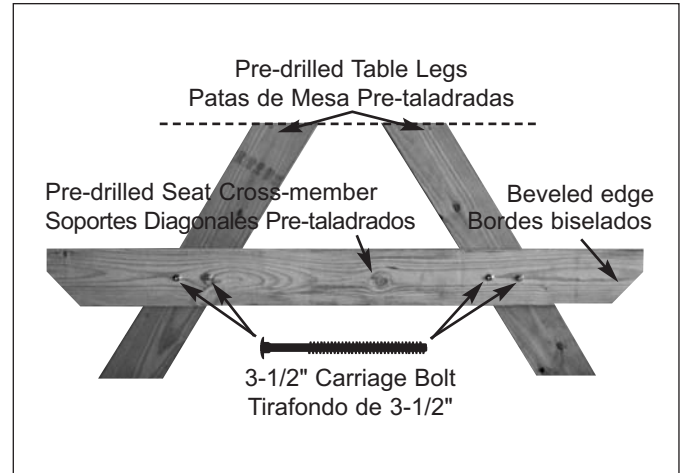 Pre-drilled Table Legs
Patas de Mesa Pre-taladradas
Pre-drilled Seat Cross-member
Soportes Diagonales Pre-taladrados
Beveled edge
Bordes biselados
3-1/2" Carriage Bolt
Tirafondo de 3-1/2"